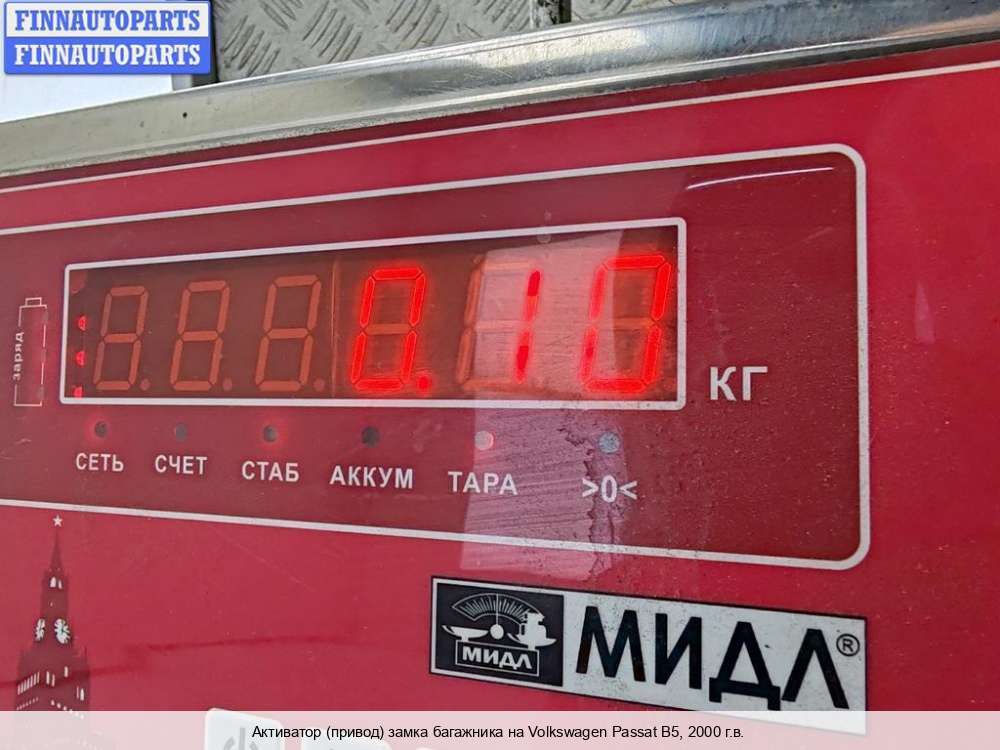 FINNAUTOPARTS
FINNAUTOPARTS
заряд
0.10
КГ
СЕТЬ СЧЕТ СТАБ АККУМ ТАРА >0<
МИДЛ
МИДЛ®
Активатор (привод) замка багажника на Volkswagen Passat B5, 2000 г.в.